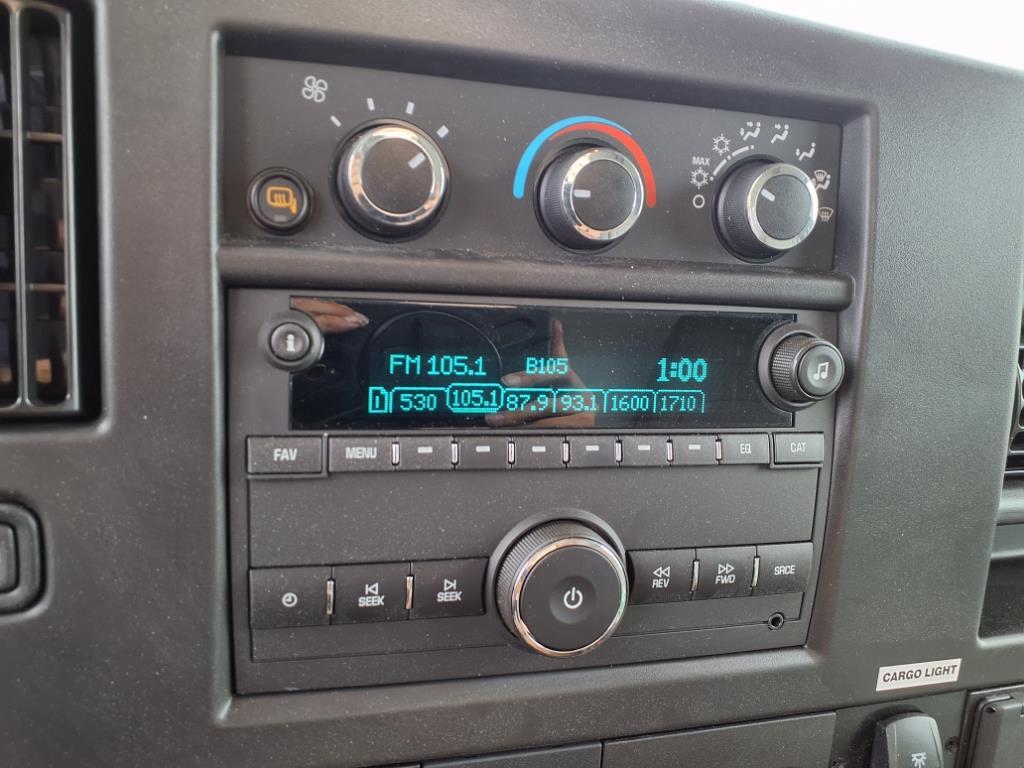 MAX
FM 105.1 B105 1:00
1 530 105.1 87.9 93.1 1600 1710
FAV MENU EQ CAT
SEEK SEEK REV FWD SRCE
CARGO LIGHT